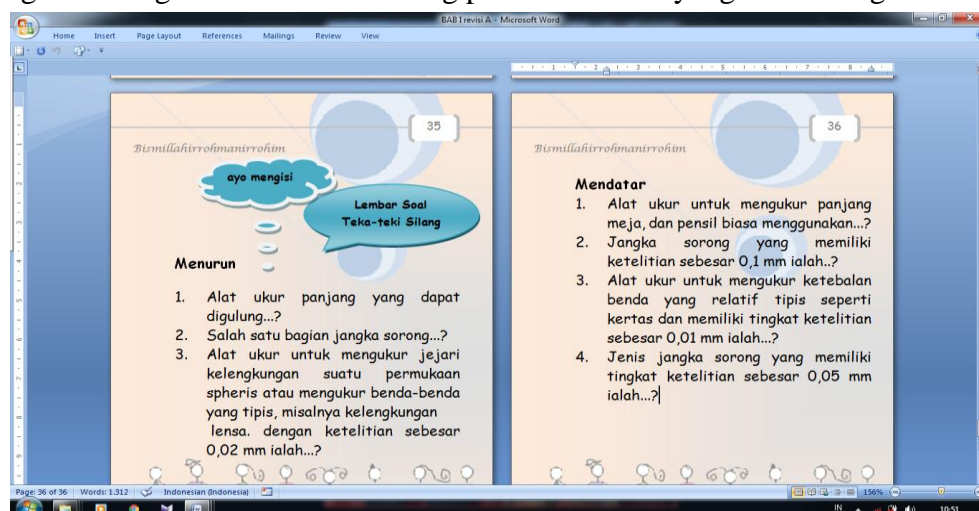 BAB I revisi A - Microsoft Word
Home Insert Page Layout References Mailings Review View
35
Bismillahirrohmanirrohim
ayo mengisi
Lembar Soal
Teka-teki Silang
Menurun
1. Alat ukur panjang yang dapat
digulung...?
2. Salah satu bagian jangka sorong...?
3. Alat ukur untuk mengukur jejari
kelengkungan suatu permukaan
spheris atau mengukur benda-benda
yang tipis, misalnya kelengkungan
lensa. dengan ketelitian sebesar
0,02 mm ialah...?
36
Bismillahirrohmanirrohim
Mendatar
1. Alat ukur untuk mengukur panjang
meja, dan pensil biasa menggunakan...?
2. Jangka sorong yang memiliki
ketelitian sebesar 0,1 mm ialah..?
3. Alat ukur untuk mengukur ketebalan
benda yang relatif tipis seperti
kertas dan memiliki tingkat ketelitian
sebesar 0,01 mm ialah...?
4. Jenis jangka sorong yang memiliki
tingkat ketelitian sebesar 0,05 mm
ialah...?
Page: 36 of 36 Words: 1.312 Indonesian (Indonesia) 156%
IN 10:51